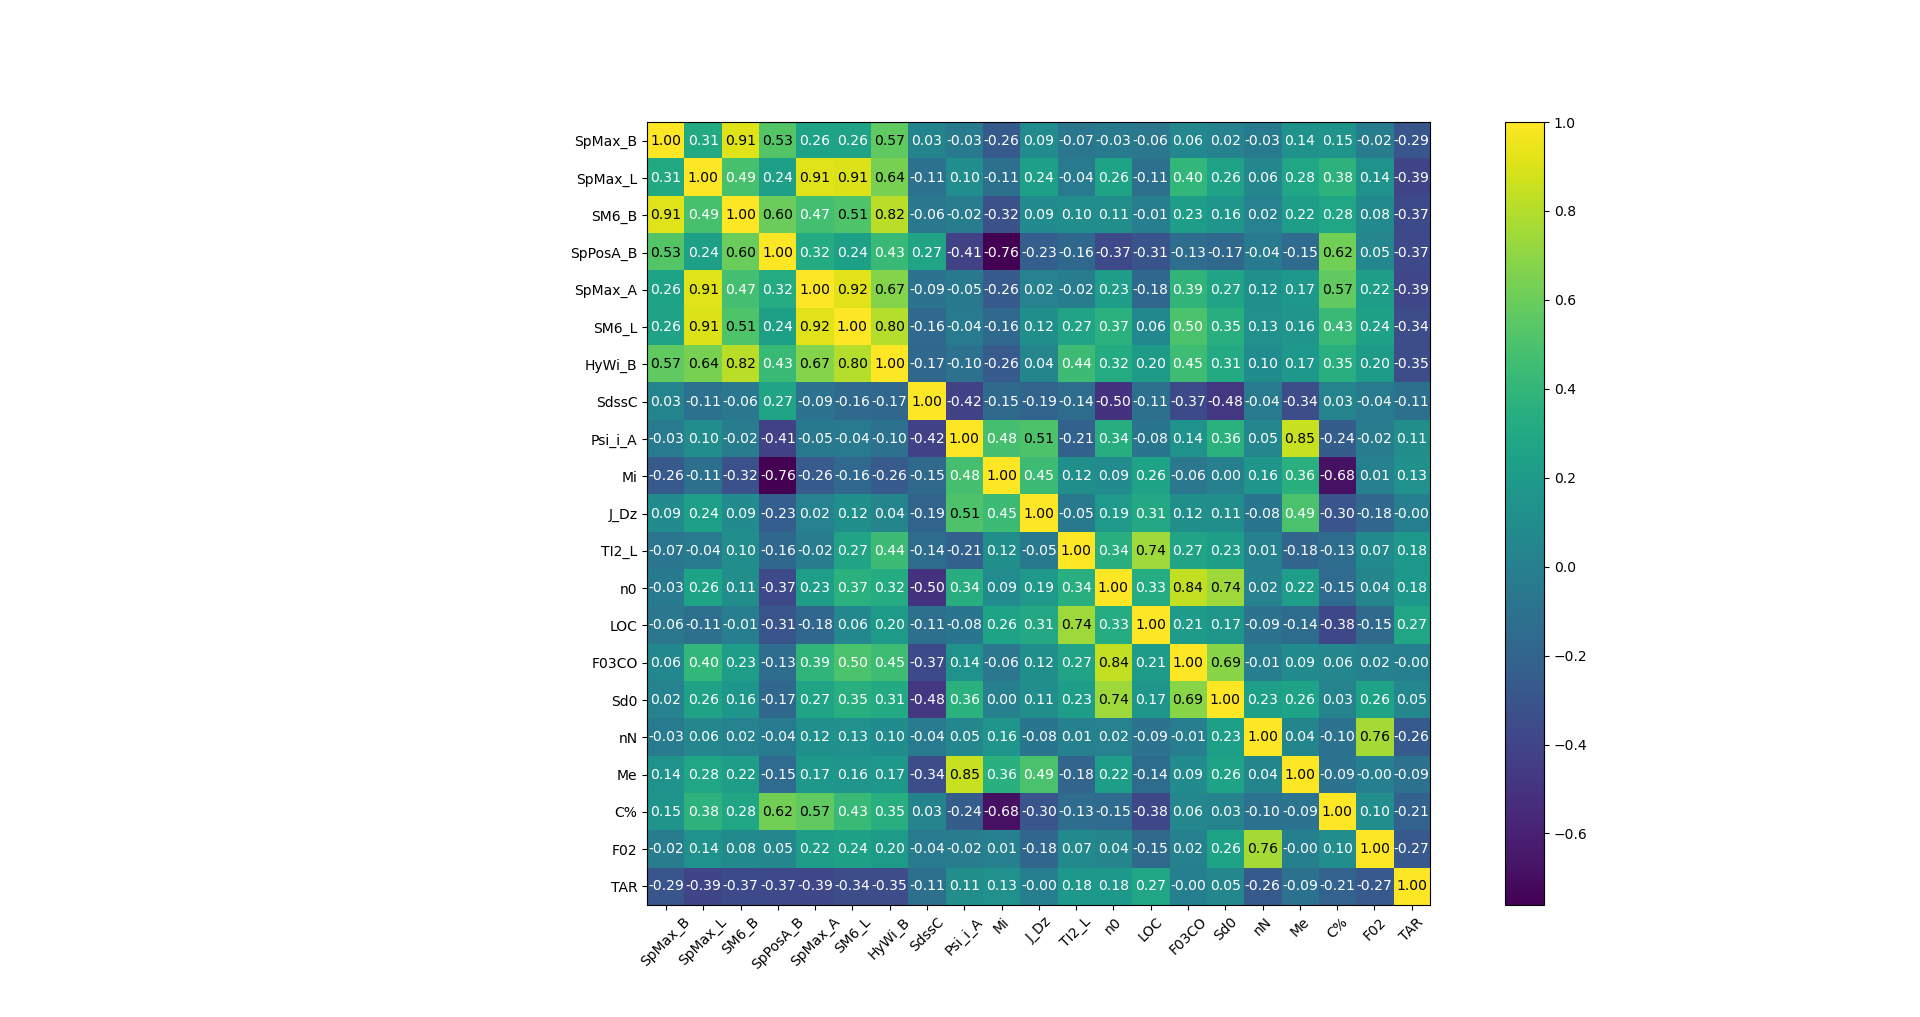 SpMax_B 1.00 0.31 0.91 0.53 0.26 0.26 0.57 0.03 -0.03 -0.26 0.09 -0.07 -0.03 -0.06 0.06 0.02 -0.03 0.14 0.15 -0.02 -0.29 1.0
SpMax_L 0.31 1.00 0.49 0.24 0.91 0.91 0.64 -0.11 0.10 -0.11 0.24 -0.04 0.26 -0.11 0.40 0.26 0.06 0.28 0.38 0.14 -0.39
SM6_B 0.91 0.49 1.00 0.60 0.47 0.51 0.82 -0.06 -0.02 -0.32 0.09 0.10 0.11 -0.01 0.23 0.16 0.02 0.22 0.28 0.08 -0.37 0.8
SpPosA_B 0.53 0.24 0.60 1.00 0.32 0.24 0.43 0.27 -0.41 -0.76 -0.23 -0.16 -0.37 -0.31 -0.13 -0.17 -0.04 -0.15 0.62 0.05 -0.37
SpMax_A 0.26 0.91 0.47 0.32 1.00 0.92 0.67 -0.09 -0.05 -0.26 0.02 -0.02 0.23 -0.18 0.39 0.27 0.12 0.17 0.57 0.22 -0.39 0.6
SM6_L 0.26 0.91 0.51 0.24 0.92 1.00 0.80 -0.16 -0.04 -0.16 0.12 0.27 0.37 0.06 0.50 0.35 0.13 0.16 0.43 0.24 -0.34
HyWi_B 0.57 0.64 0.82 0.43 0.67 0.80 1.00 -0.17 -0.10 -0.26 0.04 0.44 0.32 0.20 0.45 0.31 0.10 0.17 0.35 0.20 -0.35
SdssC 0.03 -0.11 -0.06 0.27 -0.09 -0.16 -0.17 1.00 -0.42 -0.15 -0.19 -0.14 -0.50 -0.11 -0.37 -0.48 -0.04 -0.34 0.03 -0.04 -0.11 0.4
Psi_i_A -0.03 0.10 -0.02 -0.41 -0.05 -0.04 -0.10 -0.42 1.00 0.48 0.51 -0.21 0.34 -0.08 0.14 0.36 0.05 0.85 -0.24 -0.02 0.11
Mi -0.26 -0.11 -0.32 -0.76 -0.26 -0.16 -0.26 -0.15 0.48 1.00 0.45 0.12 0.09 0.26 -0.06 0.00 0.16 0.36 -0.68 0.01 0.13 0.2
J_Dz 0.09 0.24 0.09 -0.23 0.02 0.12 0.04 -0.19 0.51 0.45 1.00 -0.05 0.19 0.31 0.12 0.11 -0.08 0.49 -0.30 -0.18 -0.00
TI2_L -0.07 -0.04 0.10 -0.16 -0.02 0.27 0.44 -0.14 -0.21 0.12 -0.05 1.00 0.34 0.74 0.27 0.23 0.01 -0.18 -0.13 0.07 0.18 0.0
n0 -0.03 0.26 0.11 -0.37 0.23 0.37 0.32 -0.50 0.34 0.09 0.19 0.34 1.00 0.33 0.84 0.74 0.02 0.22 -0.15 0.04 0.18
LOC -0.06 -0.11 -0.01 -0.31 -0.18 0.06 0.20 -0.11 -0.08 0.26 0.31 0.74 0.33 1.00 0.21 0.17 -0.09 -0.14 -0.38 -0.15 0.27
F03CO 0.06 0.40 0.23 -0.13 0.39 0.50 0.45 -0.37 0.14 -0.06 0.12 0.27 0.84 0.21 1.00 0.69 -0.01 0.09 0.06 0.02 -0.00 −0.2
Sd0 0.02 0.26 0.16 -0.17 0.27 0.35 0.31 -0.48 0.36 0.00 0.11 0.23 0.74 0.17 0.69 1.00 0.23 0.26 0.03 0.26 0.05
nN -0.03 0.06 0.02 -0.04 0.12 0.13 0.10 -0.04 0.05 0.16 -0.08 0.01 0.02 -0.09 -0.01 0.23 1.00 0.04 -0.10 0.76 -0.26 −0.4
Me 0.14 0.28 0.22 -0.15 0.17 0.16 0.17 -0.34 0.85 0.36 0.49 -0.18 0.22 -0.14 0.09 0.26 0.04 1.00 -0.09 -0.00 -0.09
C% 0.15 0.38 0.28 0.62 0.57 0.43 0.35 0.03 -0.24 -0.68 -0.30 -0.13 -0.15 -0.38 0.06 0.03 -0.10 -0.09 1.00 0.10 -0.21 −0.6
F02 -0.02 0.14 0.08 0.05 0.22 0.24 0.20 -0.04 -0.02 0.01 -0.18 0.07 0.04 -0.15 0.02 0.26 0.76 -0.00 0.10 1.00 -0.27
TAR -0.29 -0.39 -0.37 -0.37 -0.39 -0.34 -0.35 -0.11 0.11 0.13 -0.00 0.18 0.18 0.27 -0.00 0.05 -0.26 -0.09 -0.21 -0.27 1.00
SpMax_B SpMax_L SM6_B SpPosA_B SpMax_A SM6_L HyWi_B SdssC Psi_i_A Mi J_Dz TI2_L n0 LOC F03CO Sd0 nN Me C% F02 TAR